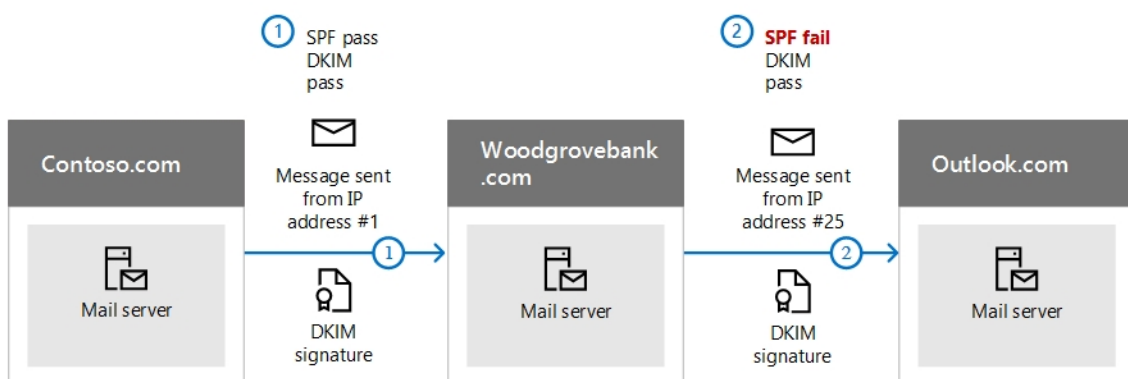 1
SPF pass
DKIM
pass
2
SPF fail
DKIM
pass
Contoso.com
Message sent
from IP
address #1
Woodgrovebank
.com
Message sent
from IP
address #25
Outlook.com
1
2
Mail server
DKIM
signature
Mail server
DKIM
signature
Mail server